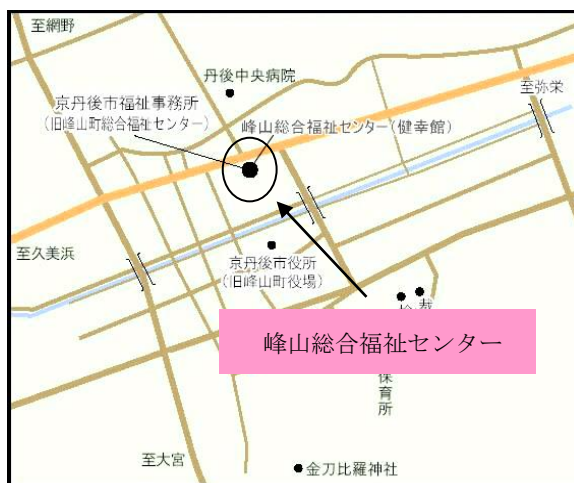 至網野
丹後中央病院
至弥栄
京丹後市福祉事務所
(旧峰山町総合福祉センター)
峰山総合福祉センター(健幸館)
至久美浜
京丹後市役所
(旧峰山町役場)
裁
峰山総合福祉センター
保育所
至大宮
金刀比羅神社